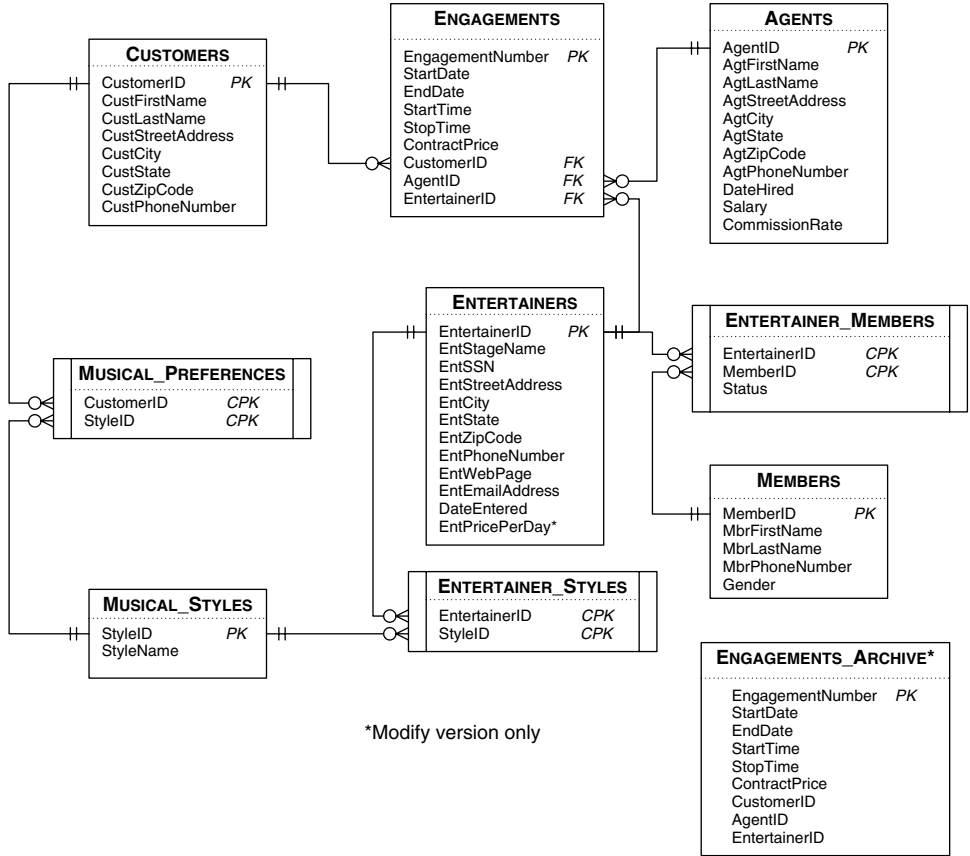 CUSTOMERS
CustomerID PK
CustFirstName
CustLastName
CustStreetAddress
CustCity
CustState
CustZipCode
CustPhoneNumber
ENGAGEMENTS
EngagementNumber PK
StartDate
EndDate
StartTime
StopTime
ContractPrice
CustomerID FK
AgentID FK
EntertainerID FK
AGENTS
AgentID PK
AgtFirstName
AgtLastName
AgtStreetAddress
AgtCity
AgtState
AgtZipCode
AgtPhoneNumber
DateHired
Salary
CommissionRate
ENTERTAINERS
EntertainerID PK
EntStageName
EntSSN
EntStreetAddress
EntCity
EntState
EntZipCode
EntPhoneNumber
EntWebPage
EntEmailAddress
DateEntered
EntPricePerDay*
ENTERTAINER_MEMBERS
EntertainerID CPK
MemberID CPK
Status
MUSICAL_PREFERENCES
CustomerID CPK
StyleID CPK
MEMBERS
MemberID PK
MbrFirstName
MbrLastName
MbrPhoneNumber
Gender
MUSICAL_STYLES
StyleID PK
StyleName
ENTERTAINER_STYLES
EntertainerID CPK
StyleID CPK
ENGAGEMENTS_ARCHIVE*
EngagementNumber PK
StartDate
EndDate
StartTime
StopTime
ContractPrice
CustomerID
AgentID
EntertainerID
*Modify version only